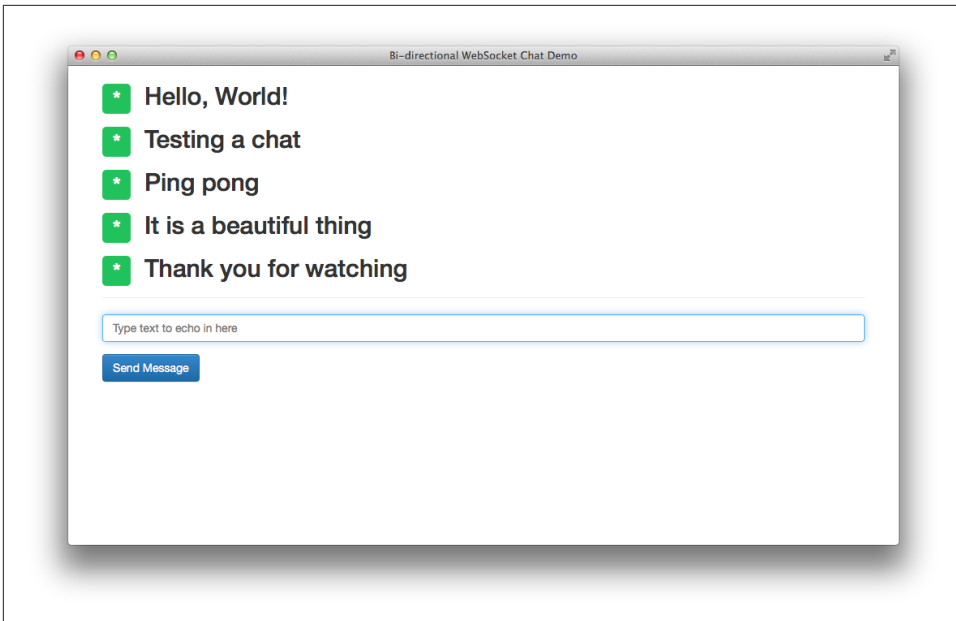 Bi-directional WebSocket Chat Demo
* Hello, World!
* Testing a chat
* Ping pong
* It is a beautiful thing
* Thank you for watching
Type text to echo in here
Send Message